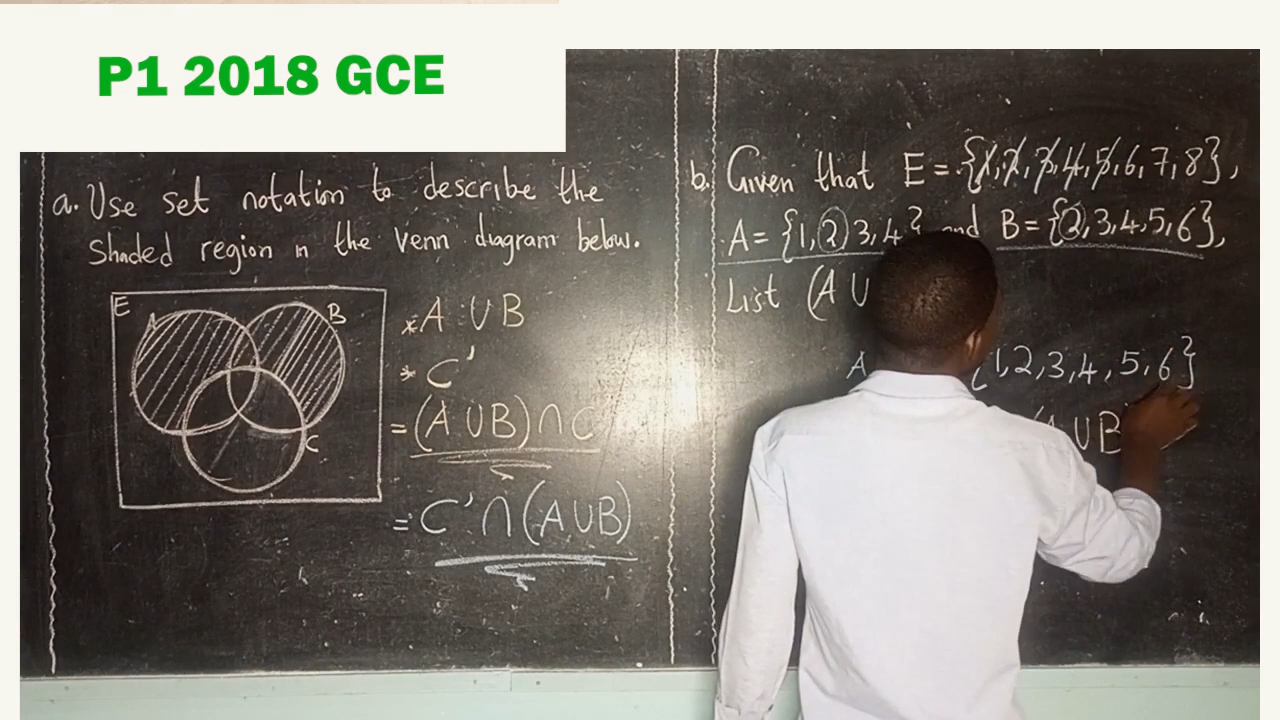 P1 2018 GCE
a. Use set notation to describe the
shaded region in the Venn diagram below.
E
A
B
C
* A ∪ B
* C'
= (A ∪ B) ∩ C
= C' ∩ (A ∪ B)
b. Given that E = {1, 2, 3, 4, 5, 6, 7, 8},
A = {1, 2, 3, 4} and B = {2, 3, 4, 5, 6},
List (A ∪
A {1, 2, 3, 4, 5, 6}
(A ∪ B)